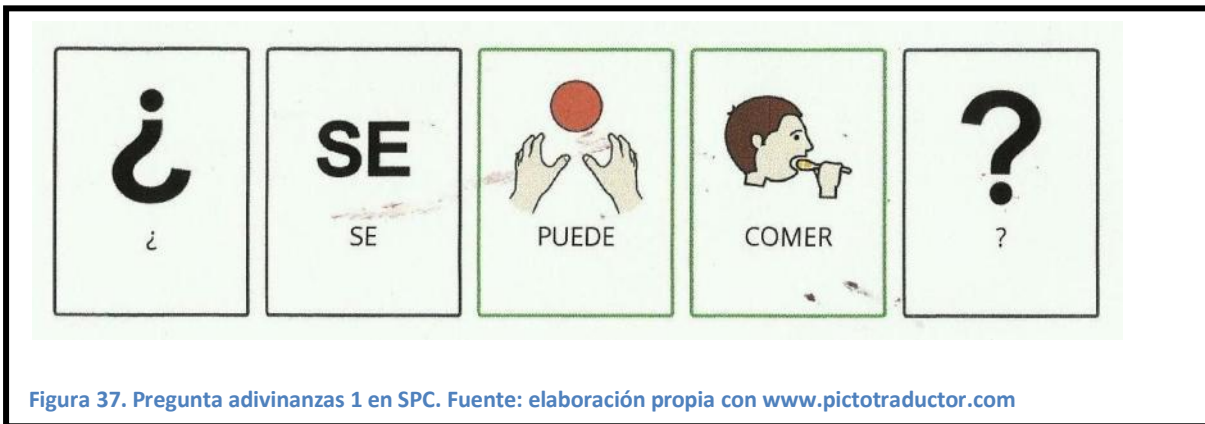 ¿ SE ?
¿ SE PUEDE COMER ?
Figura 37. Pregunta adivinanzas 1 en SPC. Fuente: elaboración propia con www.pictotraductor.com